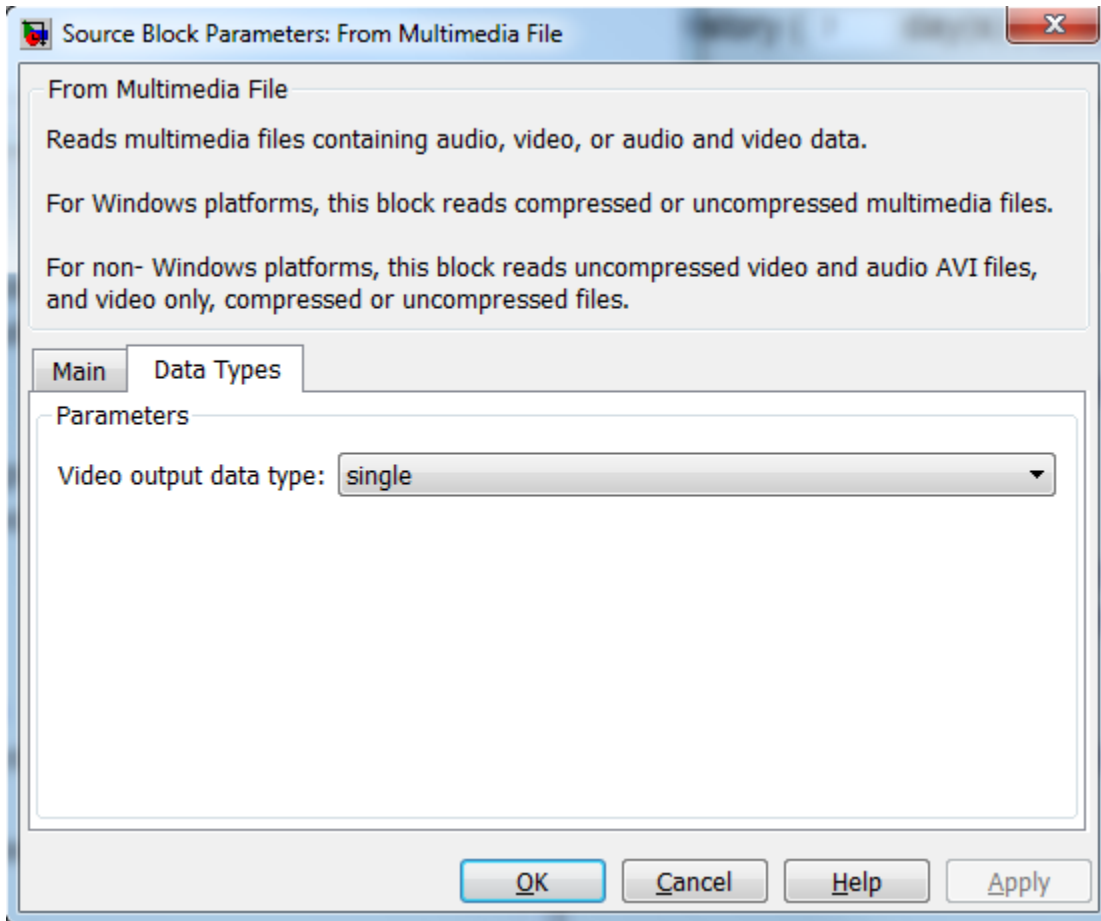 Source Block Parameters: From Multimedia File
From Multimedia File
Reads multimedia files containing audio, video, or audio and video data.
For Windows platforms, this block reads compressed or uncompressed multimedia files.
For non- Windows platforms, this block reads uncompressed video and audio AVI files,
and video only, compressed or uncompressed files.
Main Data Types
Parameters
Video output data type: single
OK Cancel Help Apply